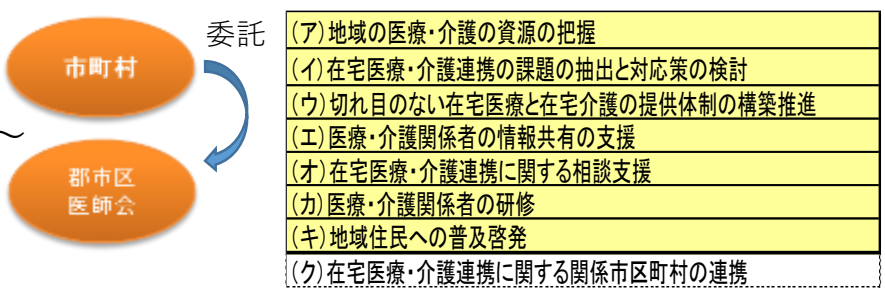 市町村
委託
～
郡市区
医師会
(ア)地域の医療・介護の資源の把握
(イ)在宅医療・介護連携の課題の抽出と対応策の検討
(ウ)切れ目のない在宅医療と在宅介護の提供体制の構築推進
(エ)医療・介護関係者の情報共有の支援
(オ)在宅医療・介護連携に関する相談支援
(カ)医療・介護関係者の研修
(キ)地域住民への普及啓発
(ク)在宅医療・介護連携に関する関係市区町村の連携